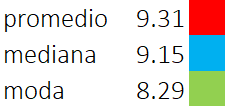 promedio 9.31
mediana 9.15
moda 8.29